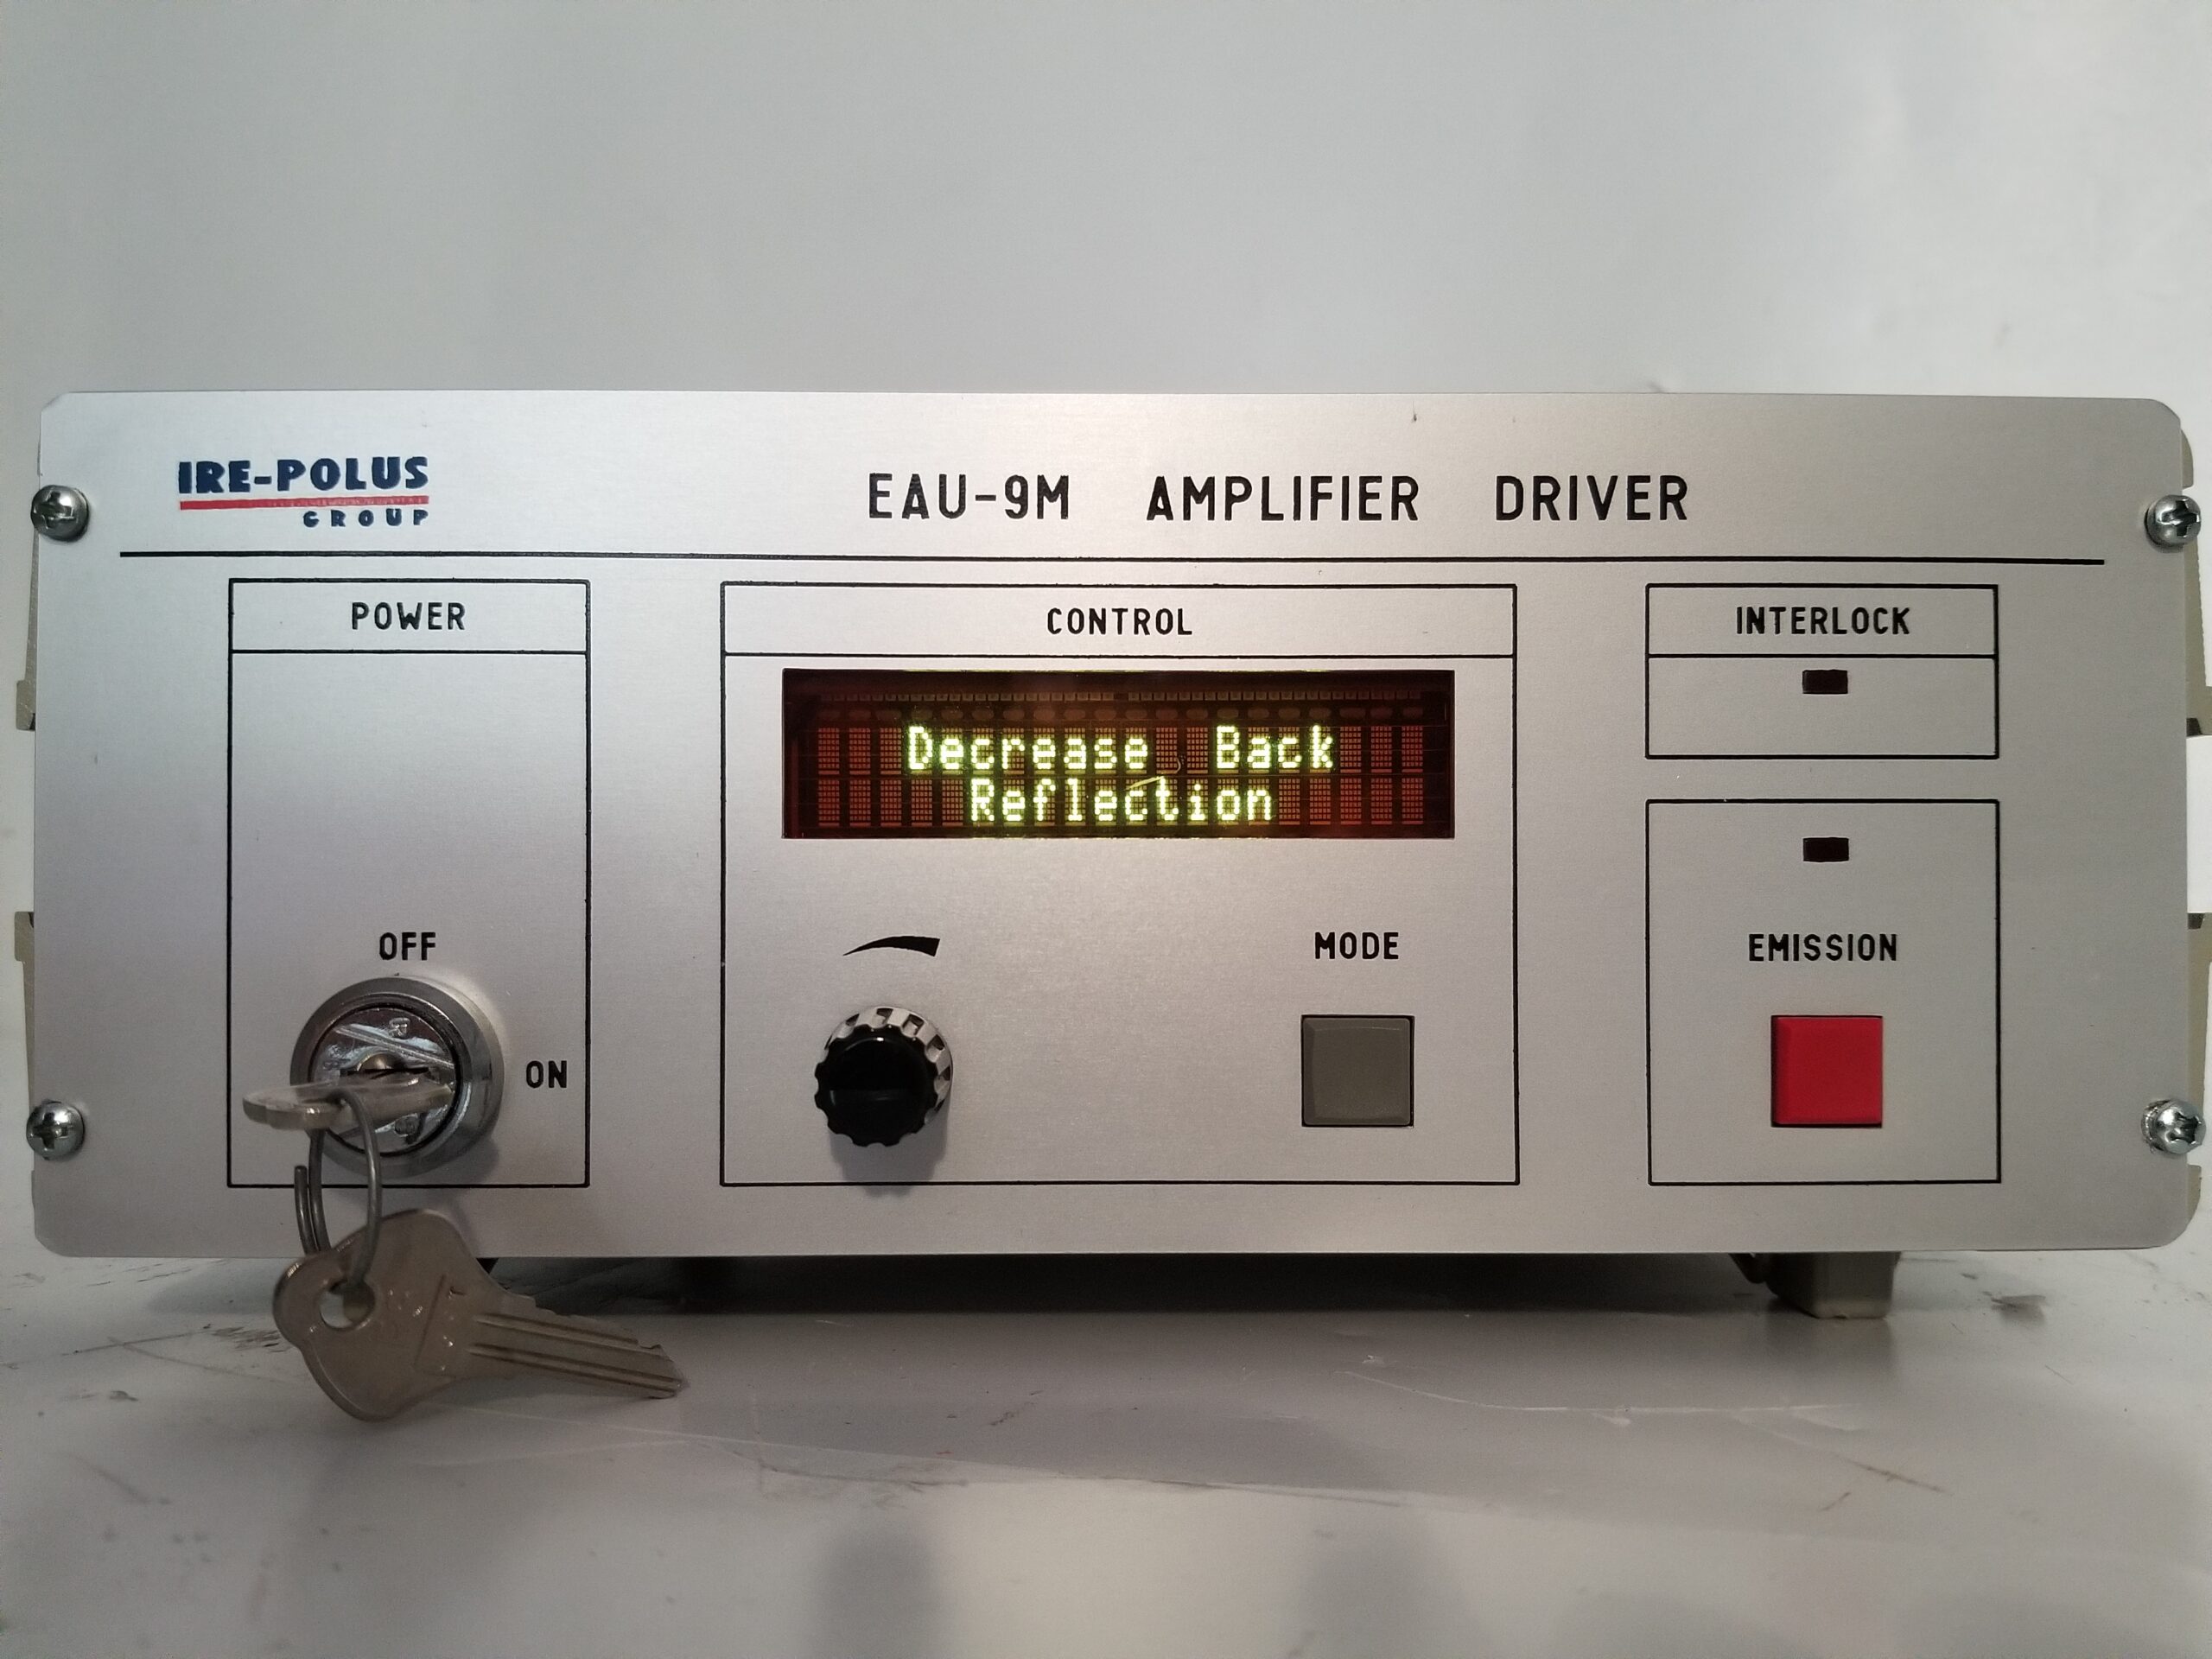 IRE-POLUS
GROUP
EAU-9M AMPLIFIER DRIVER
POWER
OFF
ON
CONTROL
Decrease Back
Reflection
MODE
INTERLOCK
EMISSION